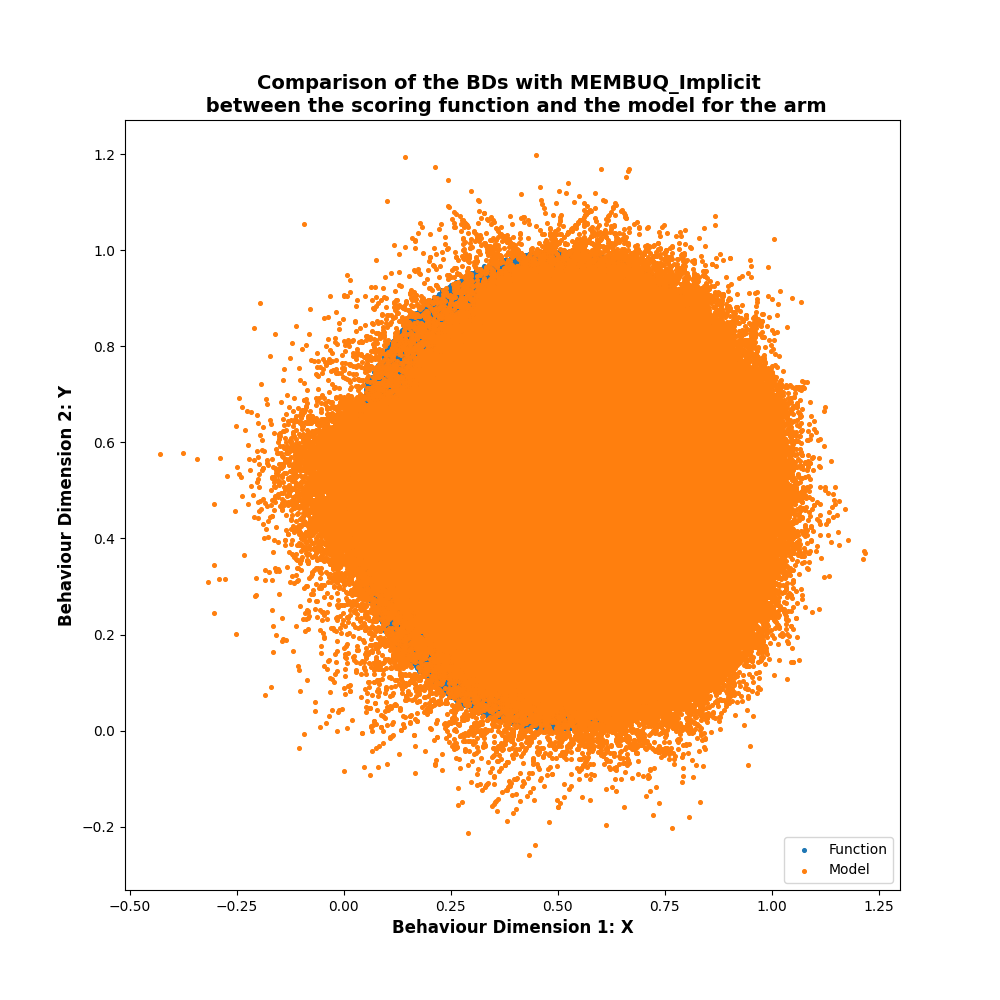 Comparison of the BDs with MEMBUQ_Implicit
between the scoring function and the model for the arm
1.2
1.0
0.8
0.6
0.4
0.2
0.0
−0.2
Behaviour Dimension 2: Y
−0.50
−0.25
0.00
0.25
0.50
0.75
1.00
1.25
Behaviour Dimension 1: X
Function
Model